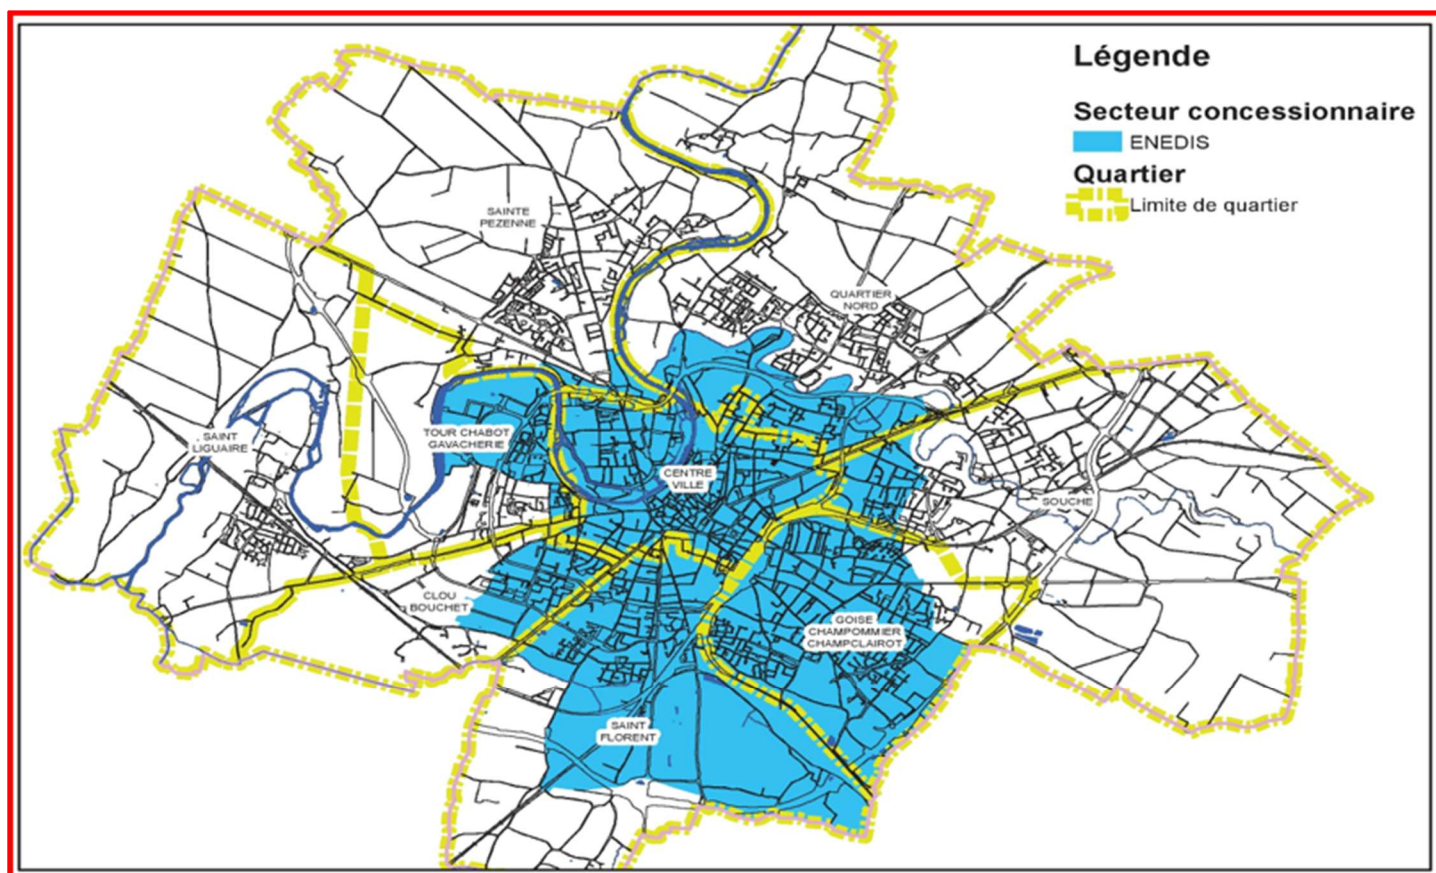 Légende
Secteur concessionnaire
ENEDIS
Quartier
Limite de quartier
SAINTE
PEZENNE
QUARTIER
NORD
TOUR CHABOT
GAVACHERIE
SAINT
LIGUAIRE
CENTRE
VILLE
SOUCHE
CLOU
BOUCHET
GOISE
CHAMPOMMIER
CHAMPCLAIROT
SAINT
FLORENT